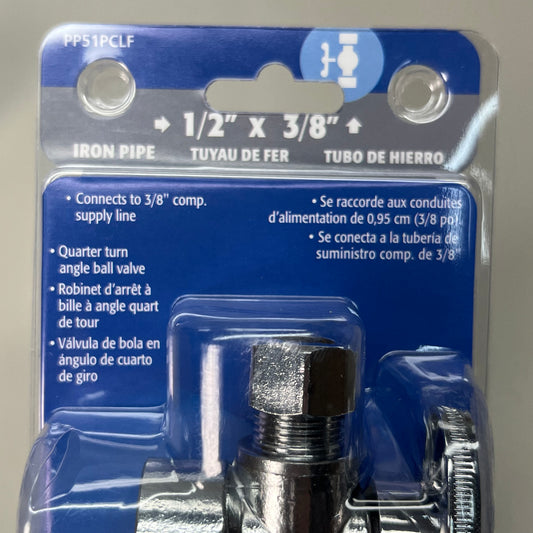 PP51PCLF
→ 1/2" x 3/8" ↑
IRON PIPE TUYAU DE FER TUBO DE HIERRO
• Connects to 3/8" comp.
supply line
• Quarter turn
angle ball valve
• Robinet d'arrêt à
bille à angle quart
de tour
• Válvula de bola en
ángulo de cuarto
de giro
• Se raccorde aux conduites
d'alimentation de 0,95 cm (3/8 po)
• Se conecta a la tubería de
suministro comp. de 3/8"